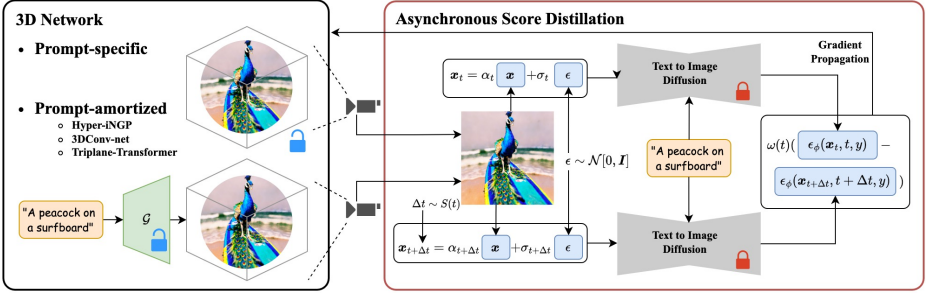 3D Network
• Prompt-specific
• Prompt-amortized
○ Hyper-iNGP
○ 3DConv-net
○ Triplane-Transformer
"A peacock on
a surfboard"
𝒢
Asynchronous Score Distillation
x_t = α_t x + σ_t ϵ
Text to Image
Diffusion
Gradient
Propagation
ϵ ∼ 𝒩[0, I]
"A peacock on
a surfboard"
ω(t)( ϵ_ϕ(x_t, t, y) −
ϵ_ϕ(x_{t+Δt}, t + Δt, y) )
Δt ∼ S(t)
x_{t+Δt} = α_{t+Δt} x + σ_{t+Δt} ϵ
Text to Image
Diffusion